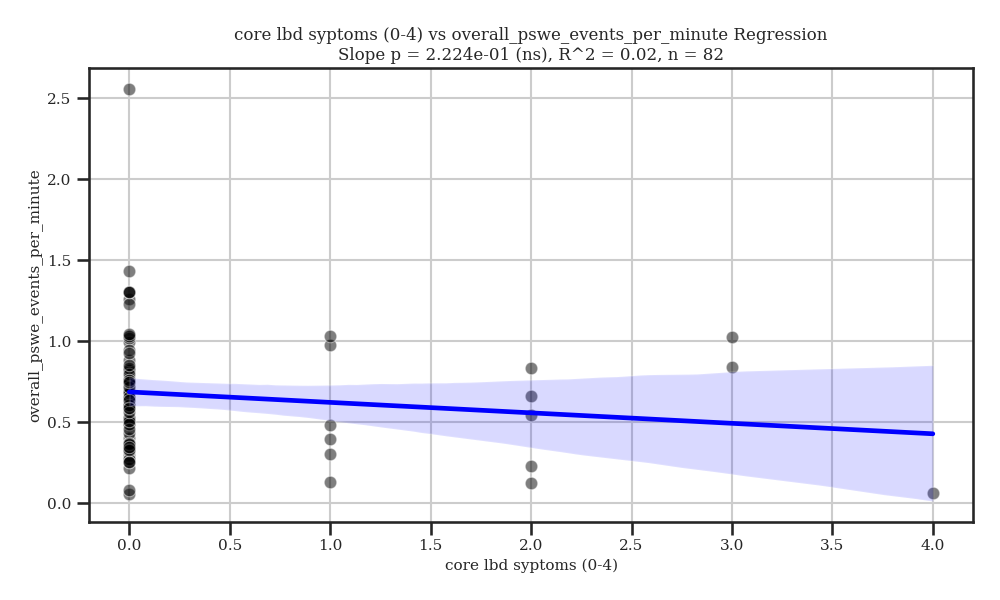 core lbd syptoms (0-4) vs overall_pswe_events_per_minute Regression
Slope p = 2.224e-01 (ns), R^2 = 0.02, n = 82
overall_pswe_events_per_minute
2.5
2.0
1.5
1.0
0.5
0.0
0.0 0.5 1.0 1.5 2.0 2.5 3.0 3.5 4.0
core lbd syptoms (0-4)